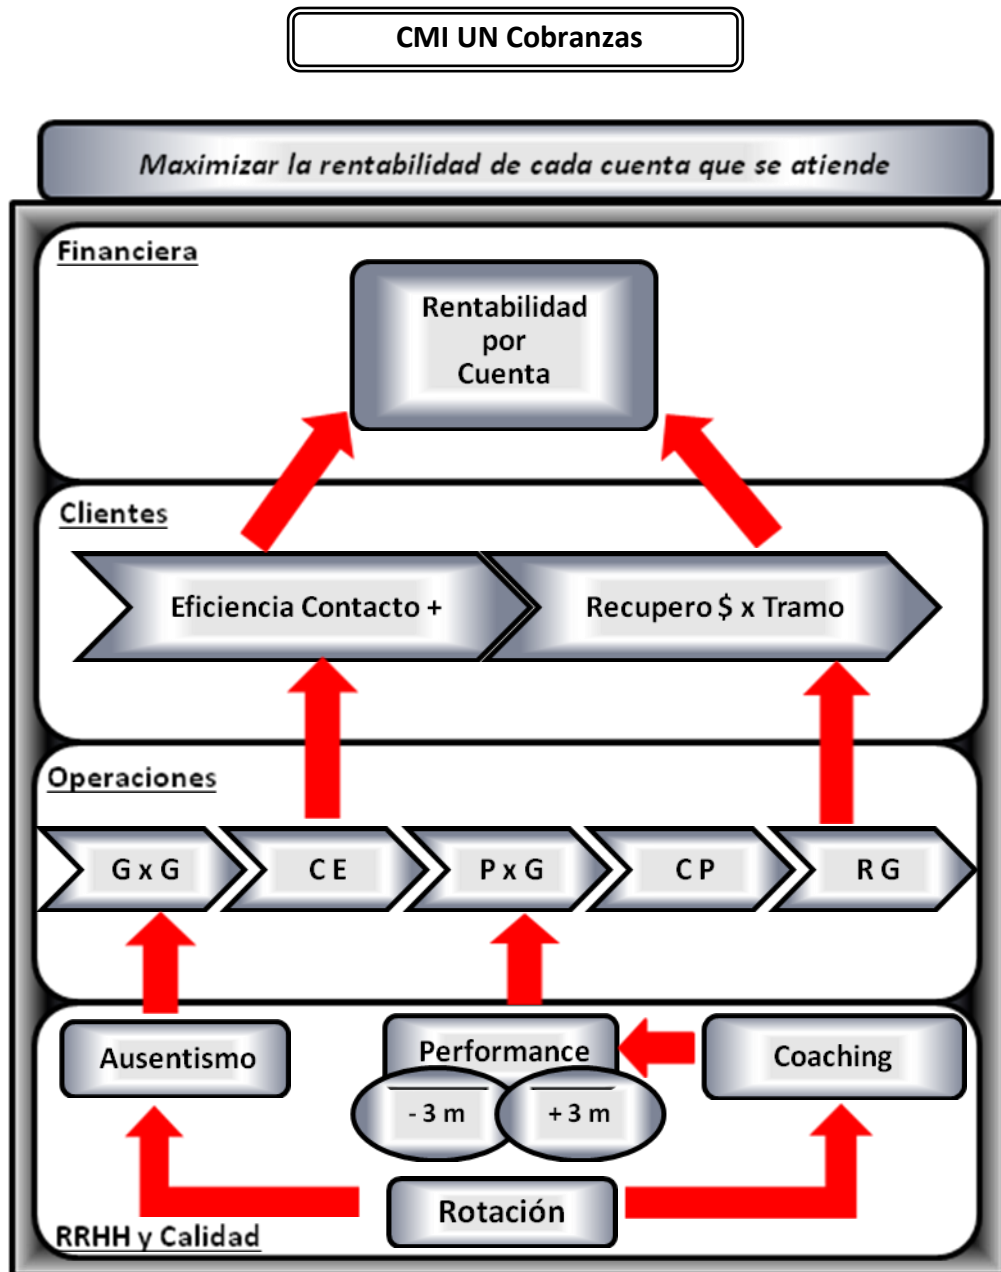 CMI UN Cobranzas
Maximizar la rentabilidad de cada cuenta que se atiende
Financiera
Rentabilidad
por
Cuenta
Clientes
Eficiencia Contacto +
Recupero $ x Tramo
Operaciones
G x G
C E
P x G
C P
R G
Ausentismo
Performance
Coaching
- 3 m
+ 3 m
Rotación
RRHH y Calidad